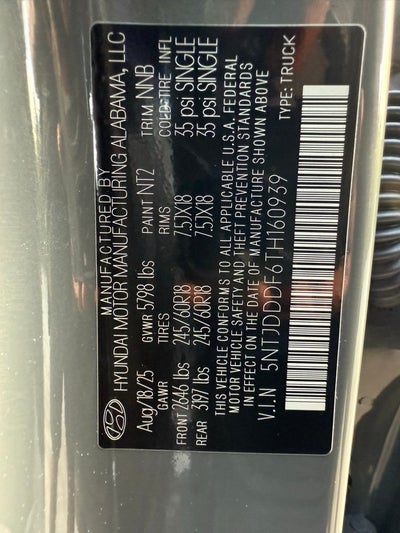 MANUFACTURED BY
HYUNDAI MOTOR MANUFACTURING ALABAMA, LLC
Aug/18/25 GVWR 5798 lbs PAINT NT2 TRIM NNB
GAWR TIRE RIMS COLD TIRE INFL
FRONT 2646 lbs 245/60R18 7.5JX18 35 psi SINGLE
REAR 3197 lbs 245/60R18 7.5JX18 35 psi SINGLE
THIS VEHICLE CONFORMS TO ALL APPLICABLE U.S.A. FEDERAL
MOTOR VEHICLE SAFETY AND THEFT PREVENTION STANDARDS
IN EFFECT ON THE DATE OF MANUFACTURE SHOWN ABOVE
V.I.N 5NTJDDDF6TH160939 TYPE: TRUCK